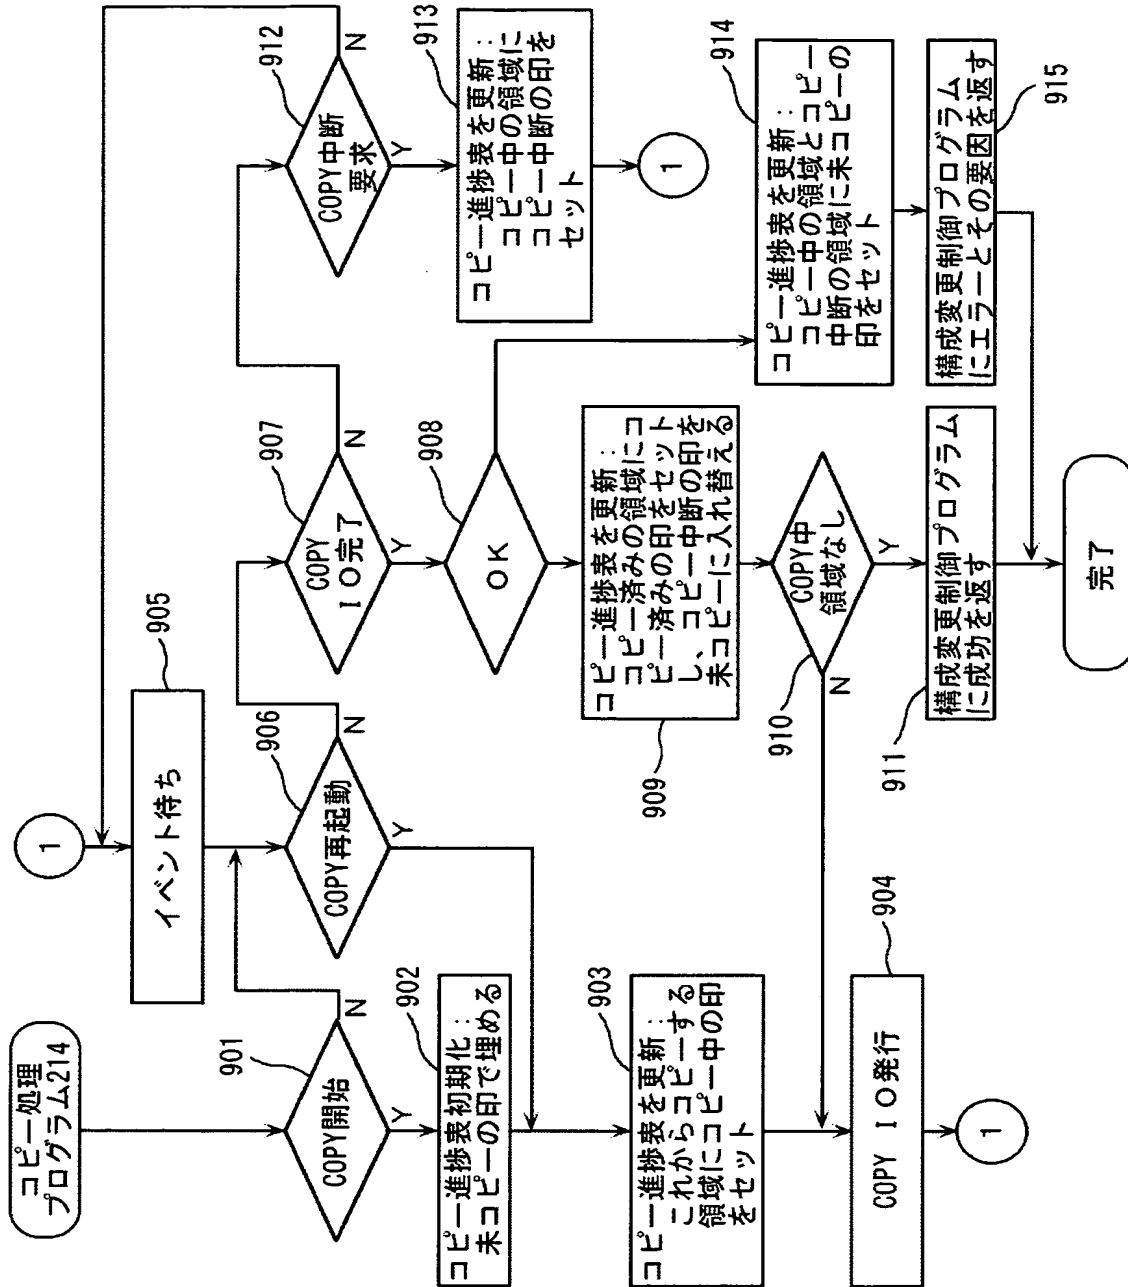 コピー処理
プログラム214
COPY開始
901
Y
N
コピー進捗表初期化:
未コピーの印で埋める
902
コピー進捗表を更新:
これからコピーする
領域にコピー中の印
をセット
903
COPY IO発行
904
1
1
イベント待ち
905
COPY再起動
906
Y
N
COPY
IO完了
907
Y
N
OK
908
コピー進捗表を更新:
コピー済みの領域にコ
ピー済みの印をセット
し、コピー中断の印を
未コピーに入れ替える
909
COPY中
領域なし
910
N
Y
構成変更制御プログラム
に成功を返す
911
COPY中断
要求
912
N
Y
コピー進捗表を更新:
コピー中の領域に
コピー中断の印を
セット
913
1
コピー進捗表を更新:
コピー中の領域とコピー
中断の領域に未コピーの
印をセット
914
構成変更制御プログラム
にエラーとその要因を返す
915
完了